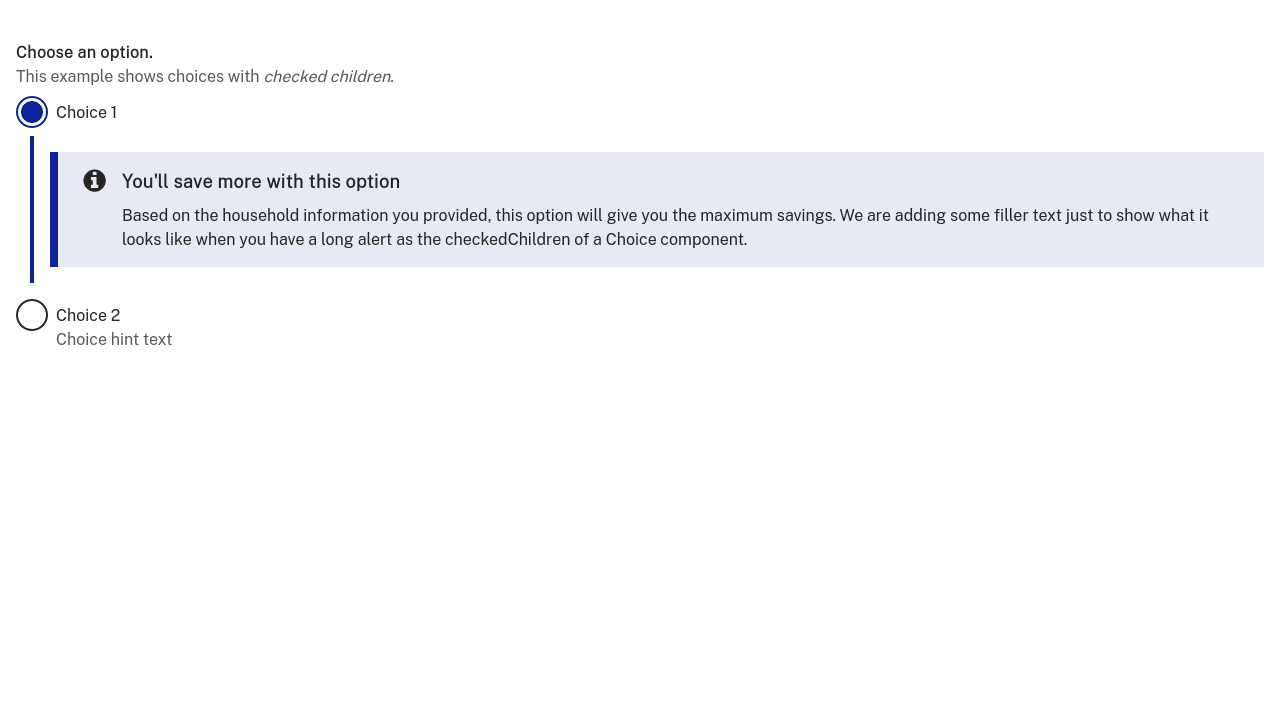 Choose an option.
This example shows choices with checked children.
Choice 1
You'll save more with this option
Based on the household information you provided, this option will give you the maximum savings. We are adding some filler text just to show what it
looks like when you have a long alert as the checkedChildren of a Choice component.
Choice 2
Choice hint text